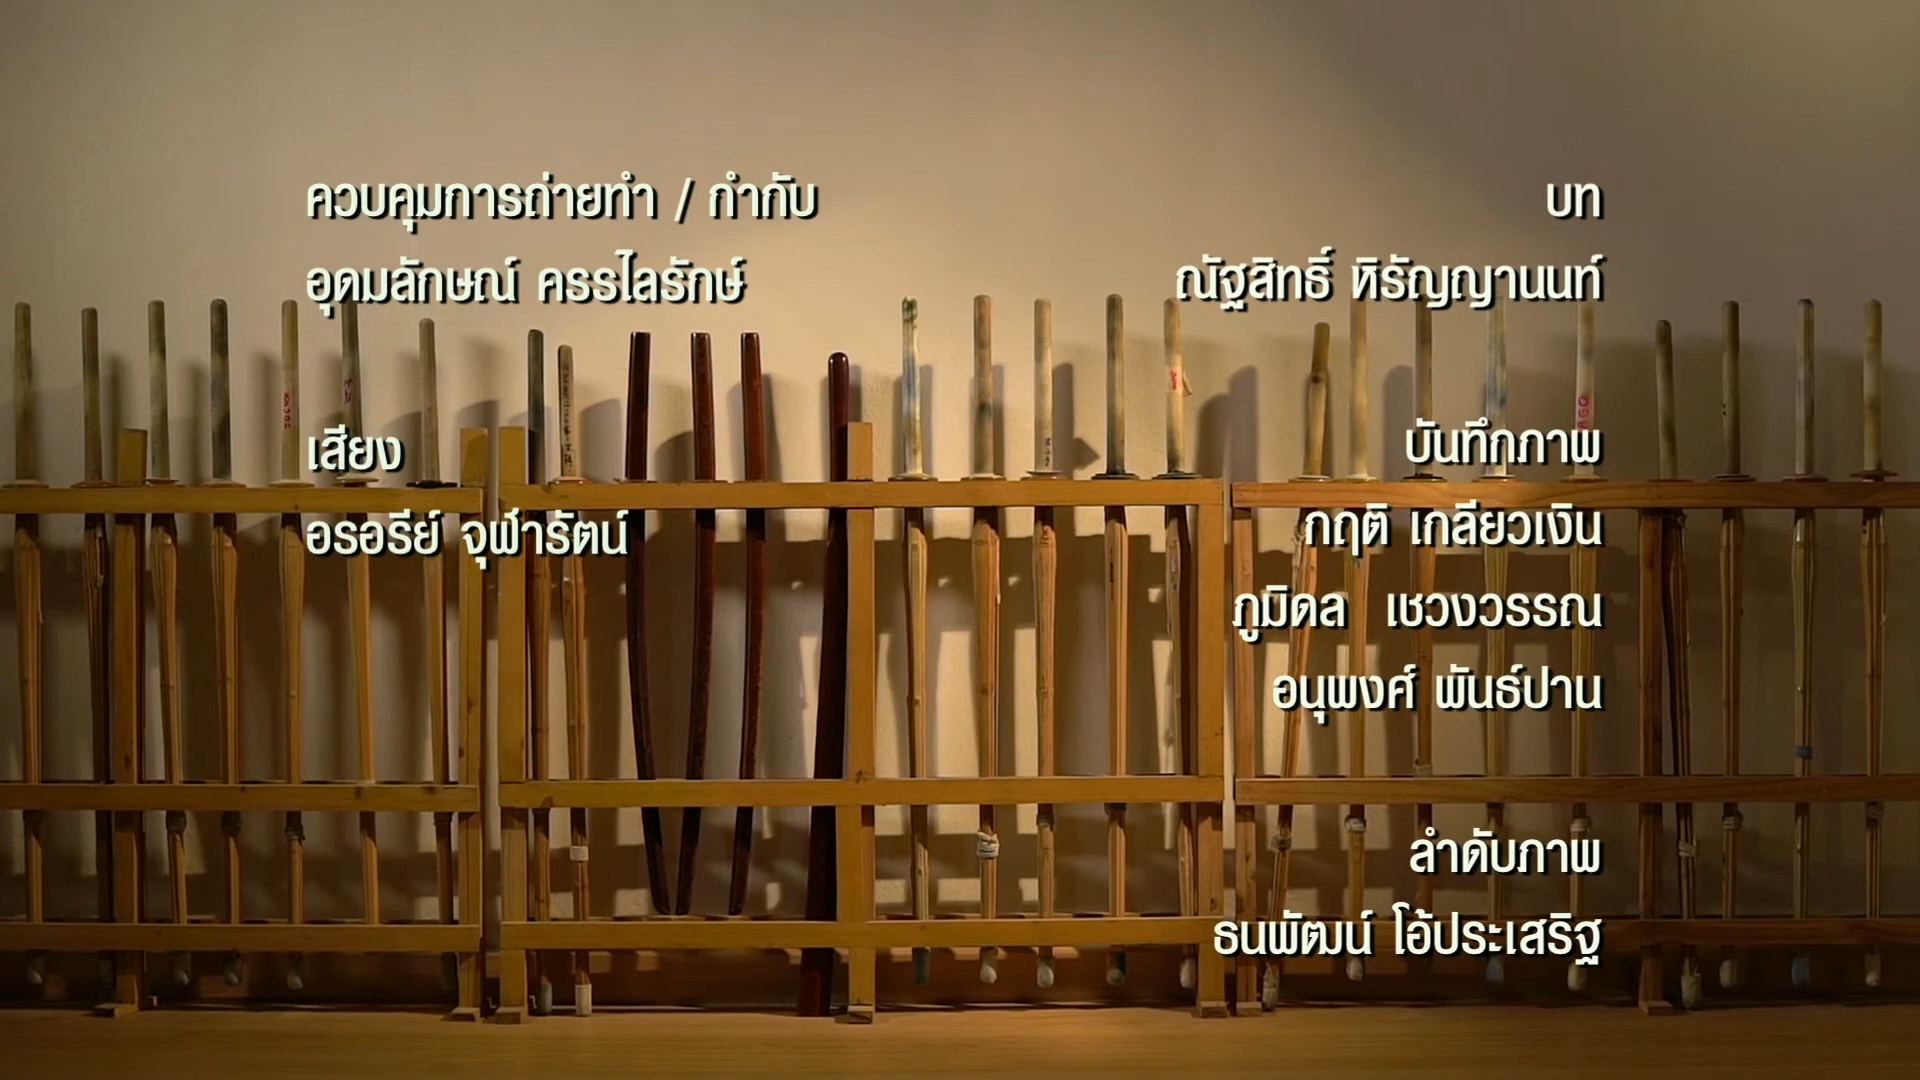 ควบคุมการถ่ายทำ / กำกับ
อุดมลักษณ์ ครรไลรักษ์
เสียง
อรอรีย์ จุฬารัตน์
บท
ณัฐสิทธิ์ หิรัญญานนท์
บันทึกภาพ
กฤติ เกลียวเงิน
ภูมิดล เชวงวรรณ
อนุพงศ์ พันธ์ปาน
ลำดับภาพ
ธนพัฒน์ โอ้ประเสริฐ